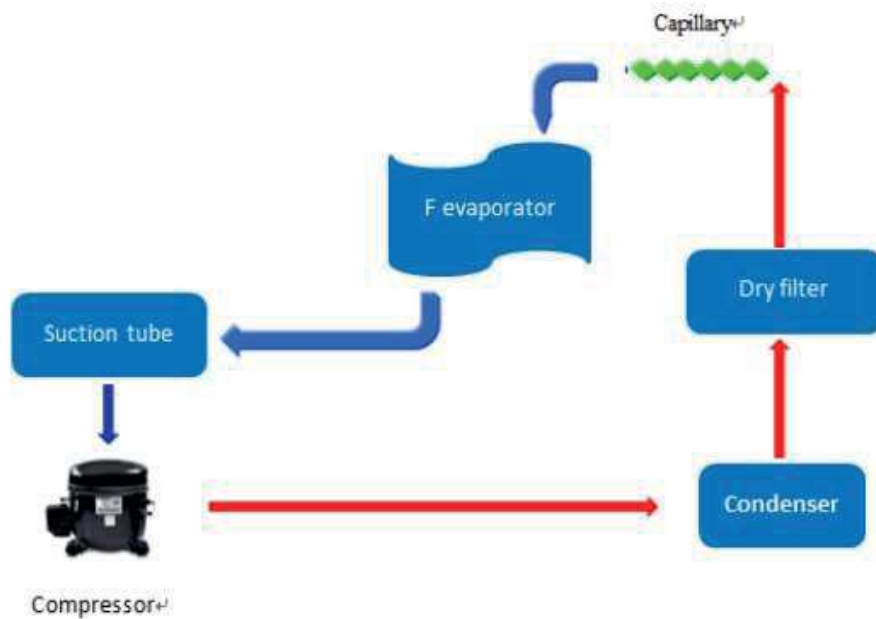 Capillary↵
F evaporator
Dry filter
Suction tube
Condenser
Compressor↵